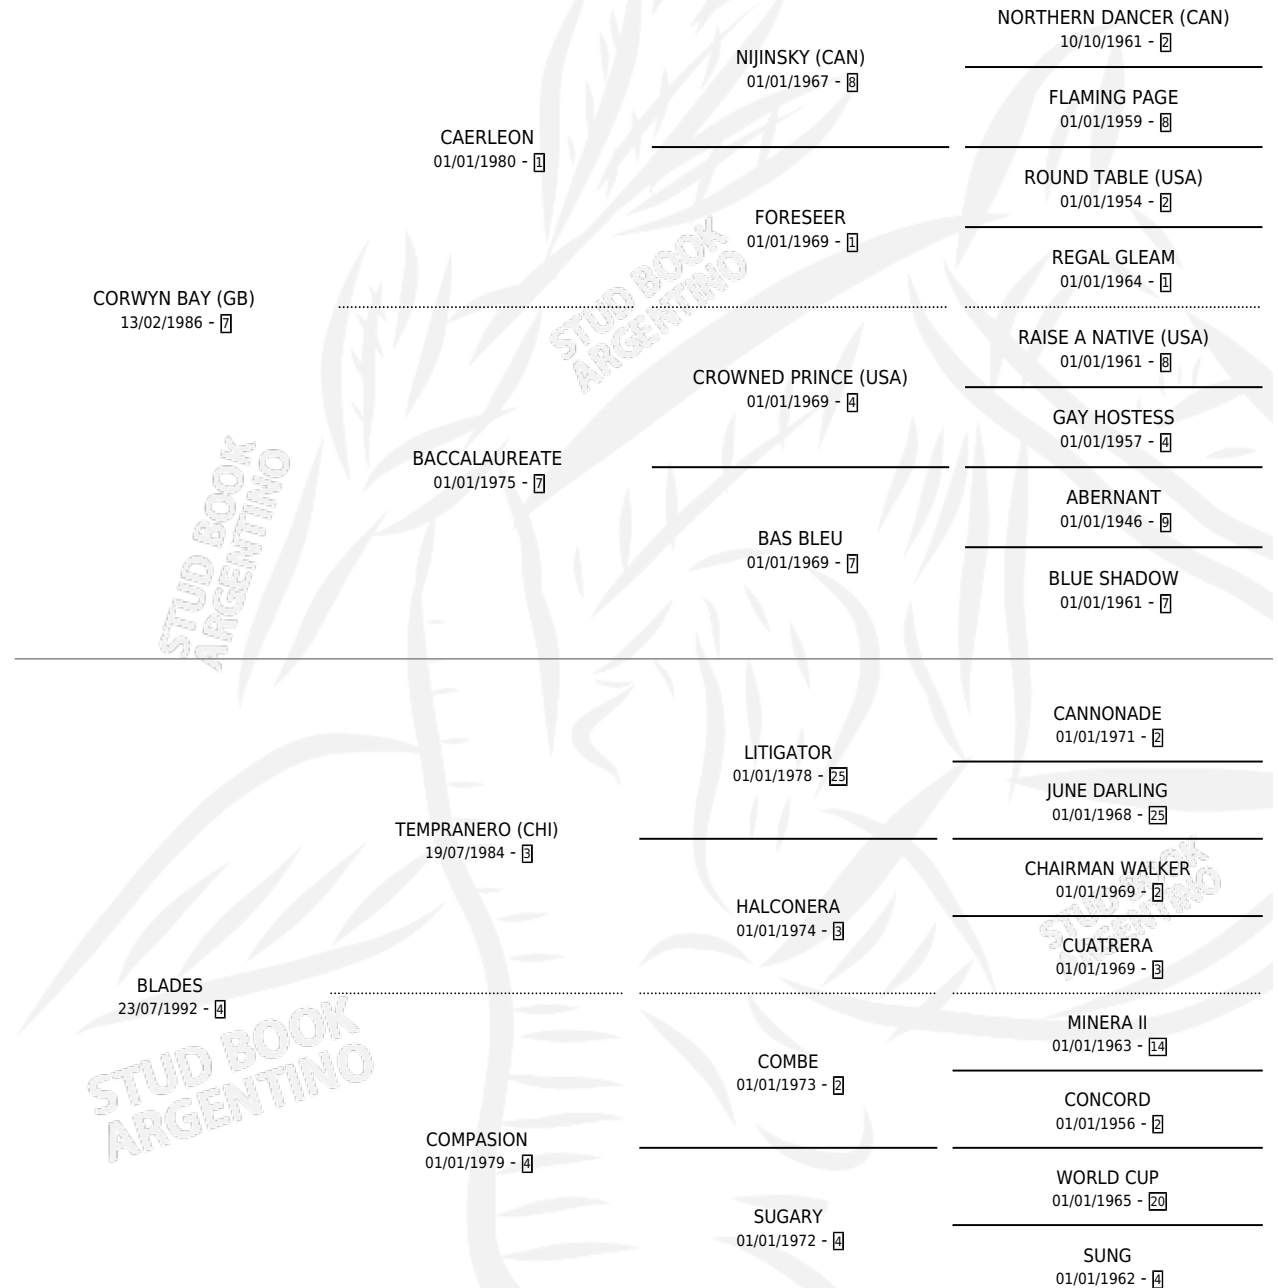 NORTHERN DANCER (CAN)
10/10/1961 - 2
NIJINSKY (CAN)
01/01/1967 - 8
FLAMING PAGE
01/01/1959 - 8
CAERLEON
01/01/1980 - 1
ROUND TABLE (USA)
01/01/1954 - 2
FORESEER
01/01/1969 - 1
REGAL GLEAM
01/01/1964 - 1
CORWYN BAY (GB)
13/02/1986 - 7
RAISE A NATIVE (USA)
01/01/1961 - 8
CROWNED PRINCE (USA)
01/01/1969 - 4
GAY HOSTESS
01/01/1957 - 4
BACCALAUREATE
01/01/1975 - 7
ABERNANT
01/01/1946 - 9
BAS BLEU
01/01/1969 - 7
BLUE SHADOW
01/01/1961 - 7
CANNONADE
01/01/1971 - 2
LITIGATOR
01/01/1978 - 25
JUNE DARLING
01/01/1968 - 25
TEMPRANERO (CHI)
19/07/1984 - 3
CHAIRMAN WALKER
01/01/1969 - 2
HALCONERA
01/01/1974 - 3
CUATRERA
01/01/1969 - 3
BLADES
23/07/1992 - 4
MINERA II
01/01/1963 - 14
COMBE
01/01/1973 - 2
CONCORD
01/01/1956 - 2
COMPASION
01/01/1979 - 4
WORLD CUP
01/01/1965 - 20
SUGARY
01/01/1972 - 4
SUNG
01/01/1962 - 4
STUD BOOK
ARGENTINO
STUD BOOK
ARGENTINO
STUD BOOK
ARGENTINO
STUD BOOK
ARGENTINO